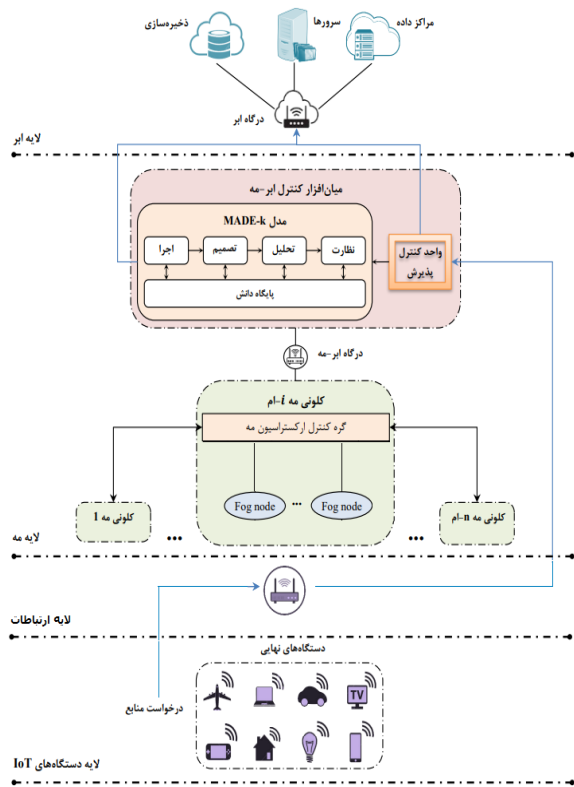 ذخیره‌سازی
سرورها
مراکز داده
درگاه ابر
لایه ابر
میان‌افزار کنترل ابر-مه
مدل MADE-k
اجرا
تصمیم
تحلیل
نظارت
پایگاه دانش
واحد کنترل
پذیرش
درگاه ابر-مه
کلونی مه i-ام
گره کنترل ارکستراسیون مه
Fog node
...
Fog node
کلونی مه 1
...
...
کلونی مه n-ام
لایه مه
لایه ارتباطات
دستگاه‌های نهایی
TV
درخواست منابع
لایه دستگاه‌های IoT